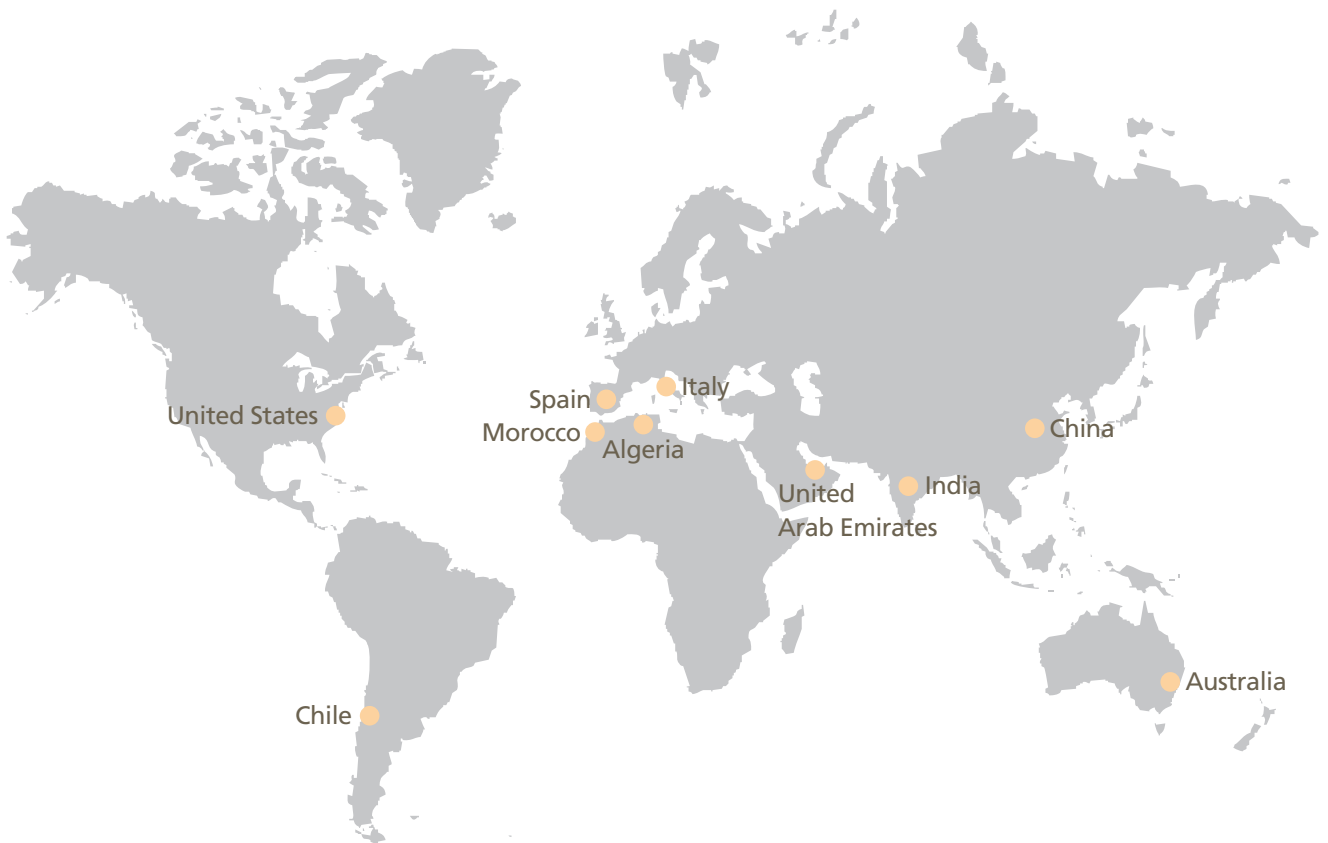 Italy
Spain
United States
China
Morocco
Algeria
India
United
Arab Emirates
Australia
Chile